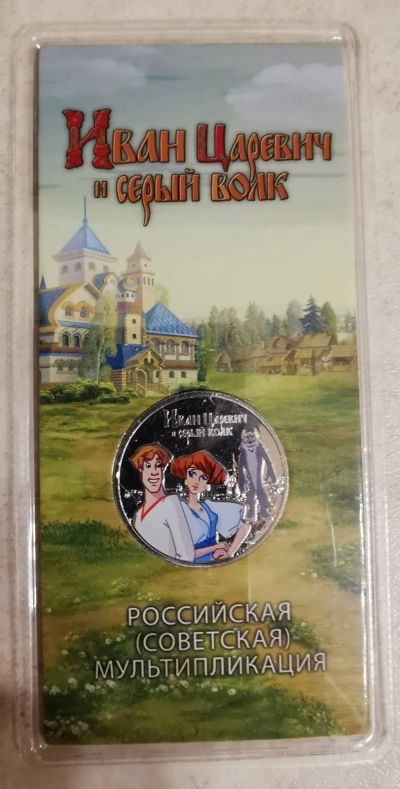 Иван Царевич
и серый волк
Иван Царевич
и серый волк
РОССИЙСКАЯ
(СОВЕТСКАЯ)
МУЛЬТИПЛИКАЦИЯ